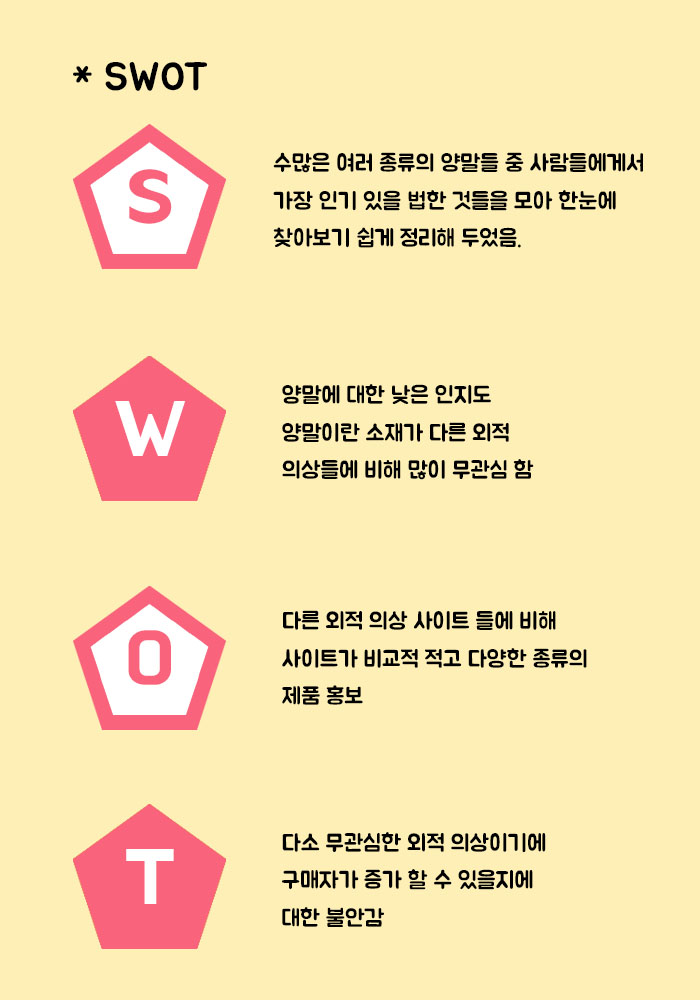 * SWOT
S
수많은 여러 종류의 양말들 중 사람들에게서
가장 인기 있을 법한 것들을 모아 한눈에
찾아보기 쉽게 정리해 두었음.
W
양말에 대한 낮은 인지도
양말이란 소재가 다른 외적
의상들에 비해 많이 무관심 함
O
다른 외적 의상 사이트 들에 비해
사이트가 비교적 적고 다양한 종류의
제품 홍보
T
다소 무관심한 외적 의상이기에
구매자가 증가 할 수 있을지에
대한 불안감